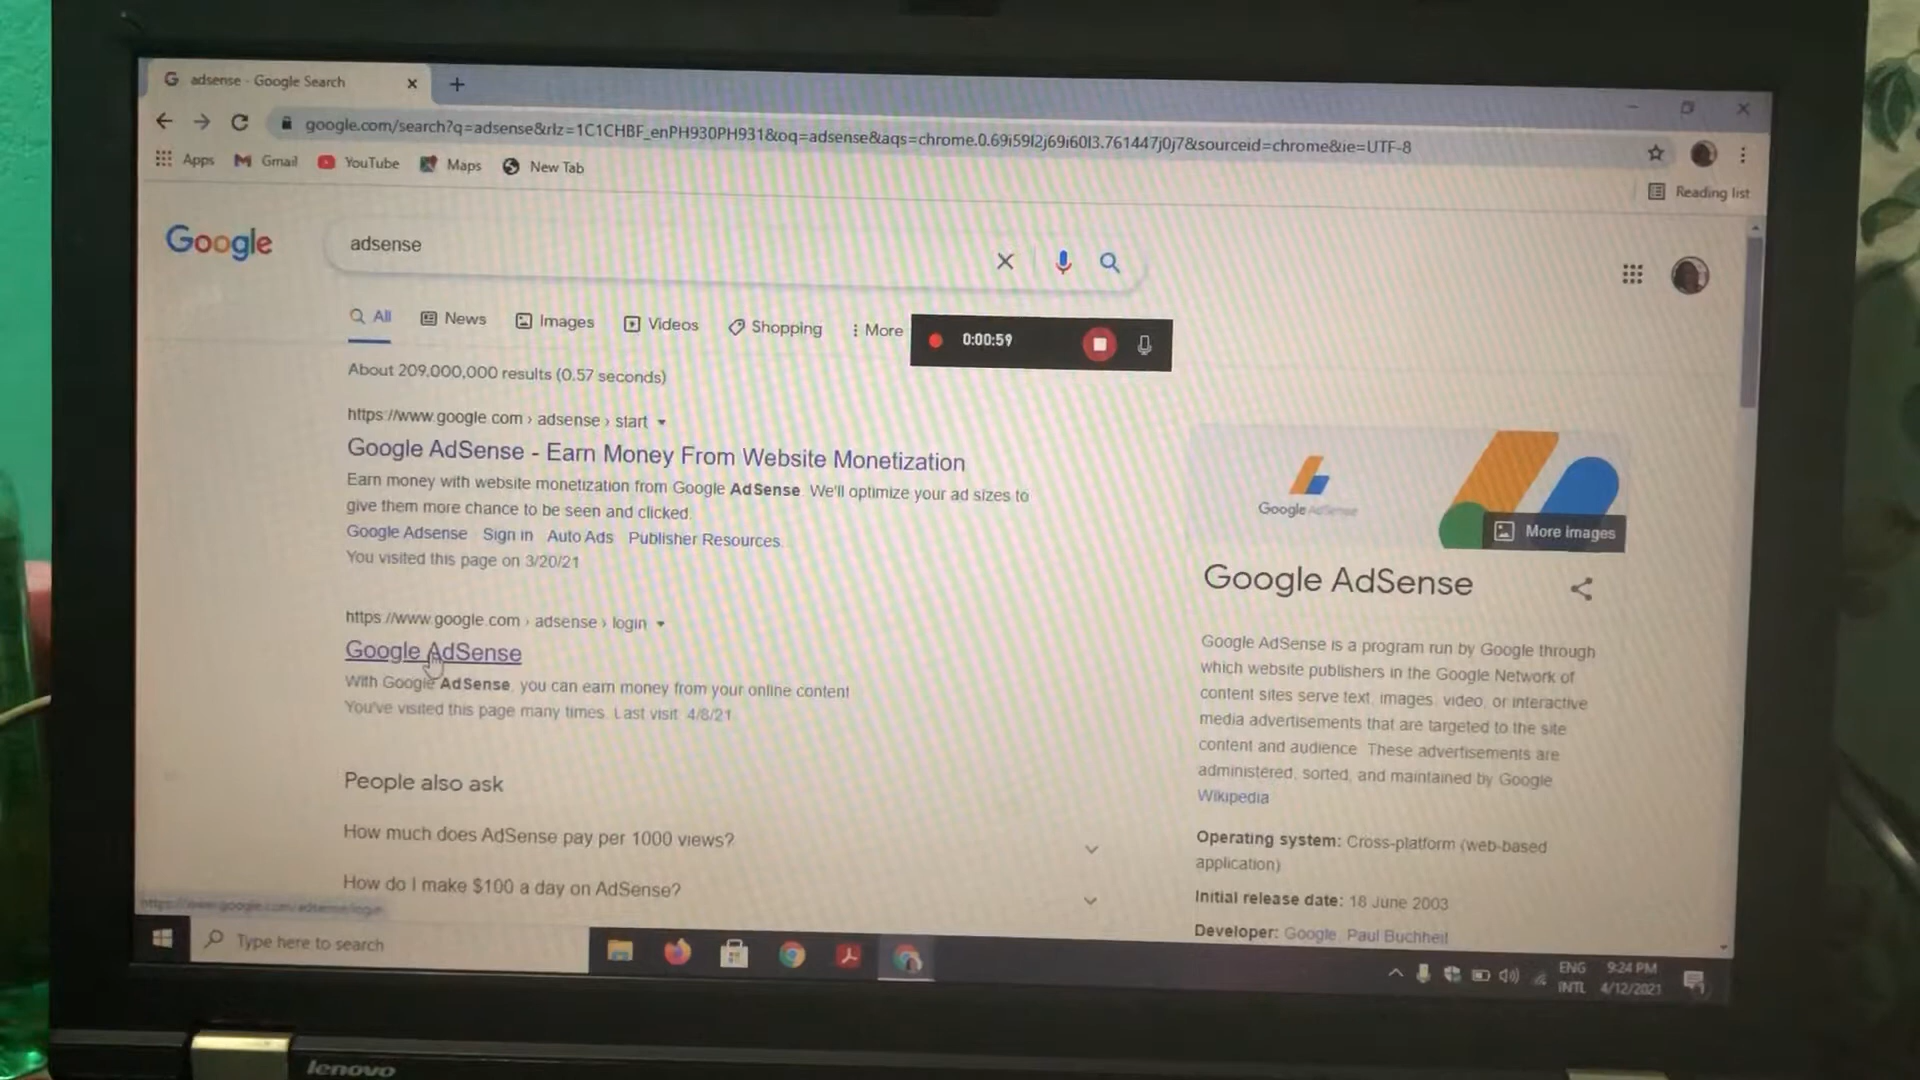 adsense - Google Search
google.com/search?q=adsense&rlz=1C1CHBF_enPH930PH931&oq=adsense&aqs=chrome.0.69i59l2j69i60l3.761447j0j7&sourceid=chrome&ie=UTF-8
Apps Gmail YouTube Maps New Tab
Reading list
Google
adsense
All News Images Videos Shopping More
0:00:59
About 209,000,000 results (0.57 seconds)
https://www.google.com › adsense › start
Google AdSense - Earn Money From Website Monetization
Earn money with website monetization from Google AdSense. We'll optimize your ad sizes to
give them more chance to be seen and clicked.
Google Adsense Sign in Auto Ads Publisher Resources
You visited this page on 3/20/21
https://www.google.com › adsense › login
Google AdSense
With Google AdSense, you can earn money from your online content
You've visited this page many times. Last visit: 4/8/21
People also ask
How much does AdSense pay per 1000 views?
How do I make $100 a day on AdSense?
https://www.google.com/adsense/login
Google AdSense
More images
Google AdSense
Google AdSense is a program run by Google through
which website publishers in the Google Network of
content sites serve text, images, video, or interactive
media advertisements that are targeted to the site
content and audience. These advertisements are
administered, sorted, and maintained by Google
Wikipedia
Operating system: Cross-platform (web-based
application)
Initial release date: 18 June 2003
Developer: Google, Paul Buchheit
Type here to search
ENG
INTL
9:24 PM
4/12/2021
lenovo